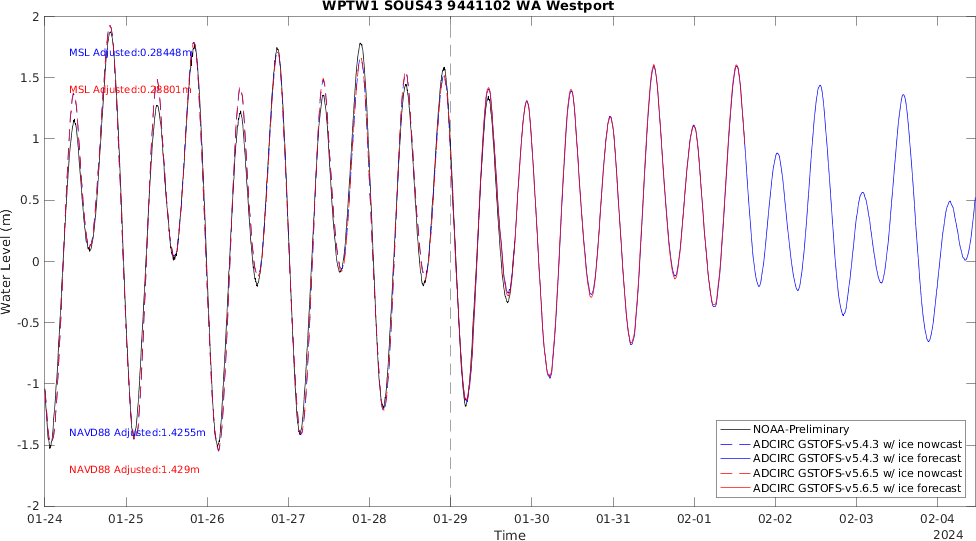 WPTW1 SOUS43 9441102 WA Westport
2
1.5
1
0.5
0
-0.5
-1
-1.5
-2
Water Level (m)
MSL Adjusted:0.28448m
MSL Adjusted:0.28801m
NAVD88 Adjusted:1.4255m
NAVD88 Adjusted:1.429m
NOAA-Preliminary
ADCIRC GSTOFS-v5.4.3 w/ ice nowcast
ADCIRC GSTOFS-v5.4.3 w/ ice forecast
ADCIRC GSTOFS-v5.6.5 w/ ice nowcast
ADCIRC GSTOFS-v5.6.5 w/ ice forecast
01-24 01-25 01-26 01-27 01-28 01-29 01-30 01-31 02-01 02-02 02-03 02-04
Time
2024